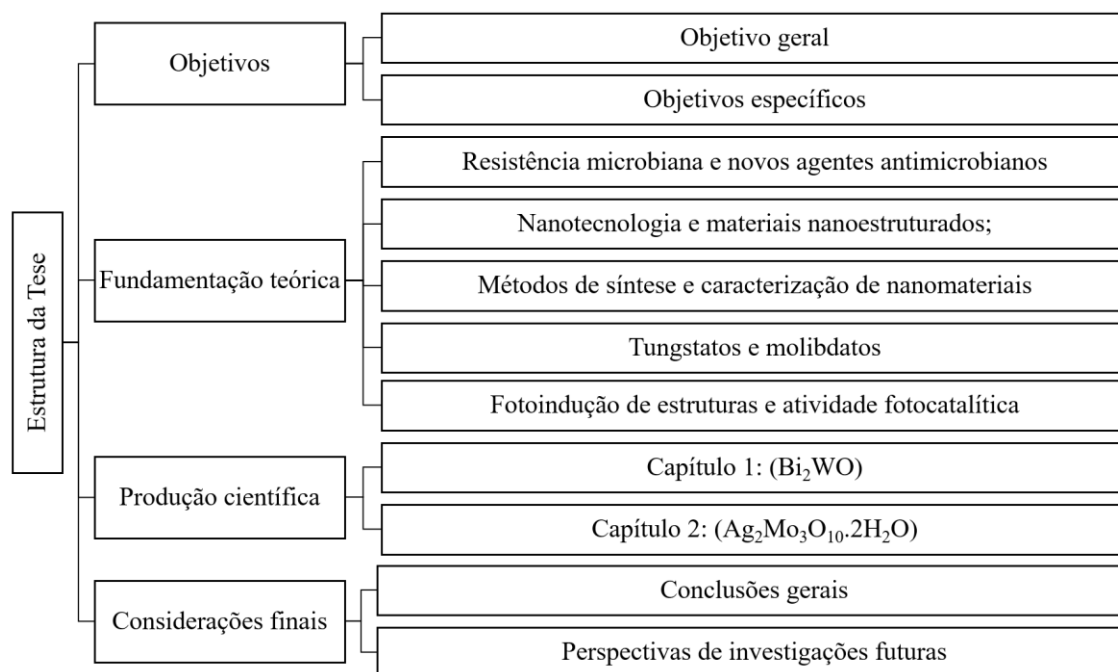 Estrutura da Tese
Objetivos
Objetivo geral
Objetivos específicos
Fundamentação teórica
Resistência microbiana e novos agentes antimicrobianos
Nanotecnologia e materiais nanoestruturados;
Métodos de síntese e caracterização de nanomateriais
Tungstatos e molibdatos
Fotoindução de estruturas e atividade fotocatalítica
Produção científica
Capítulo 1: (Bi₂WO)
Capítulo 2: (Ag₂Mo₃O₁₀.2H₂O)
Considerações finais
Conclusões gerais
Perspectivas de investigações futuras